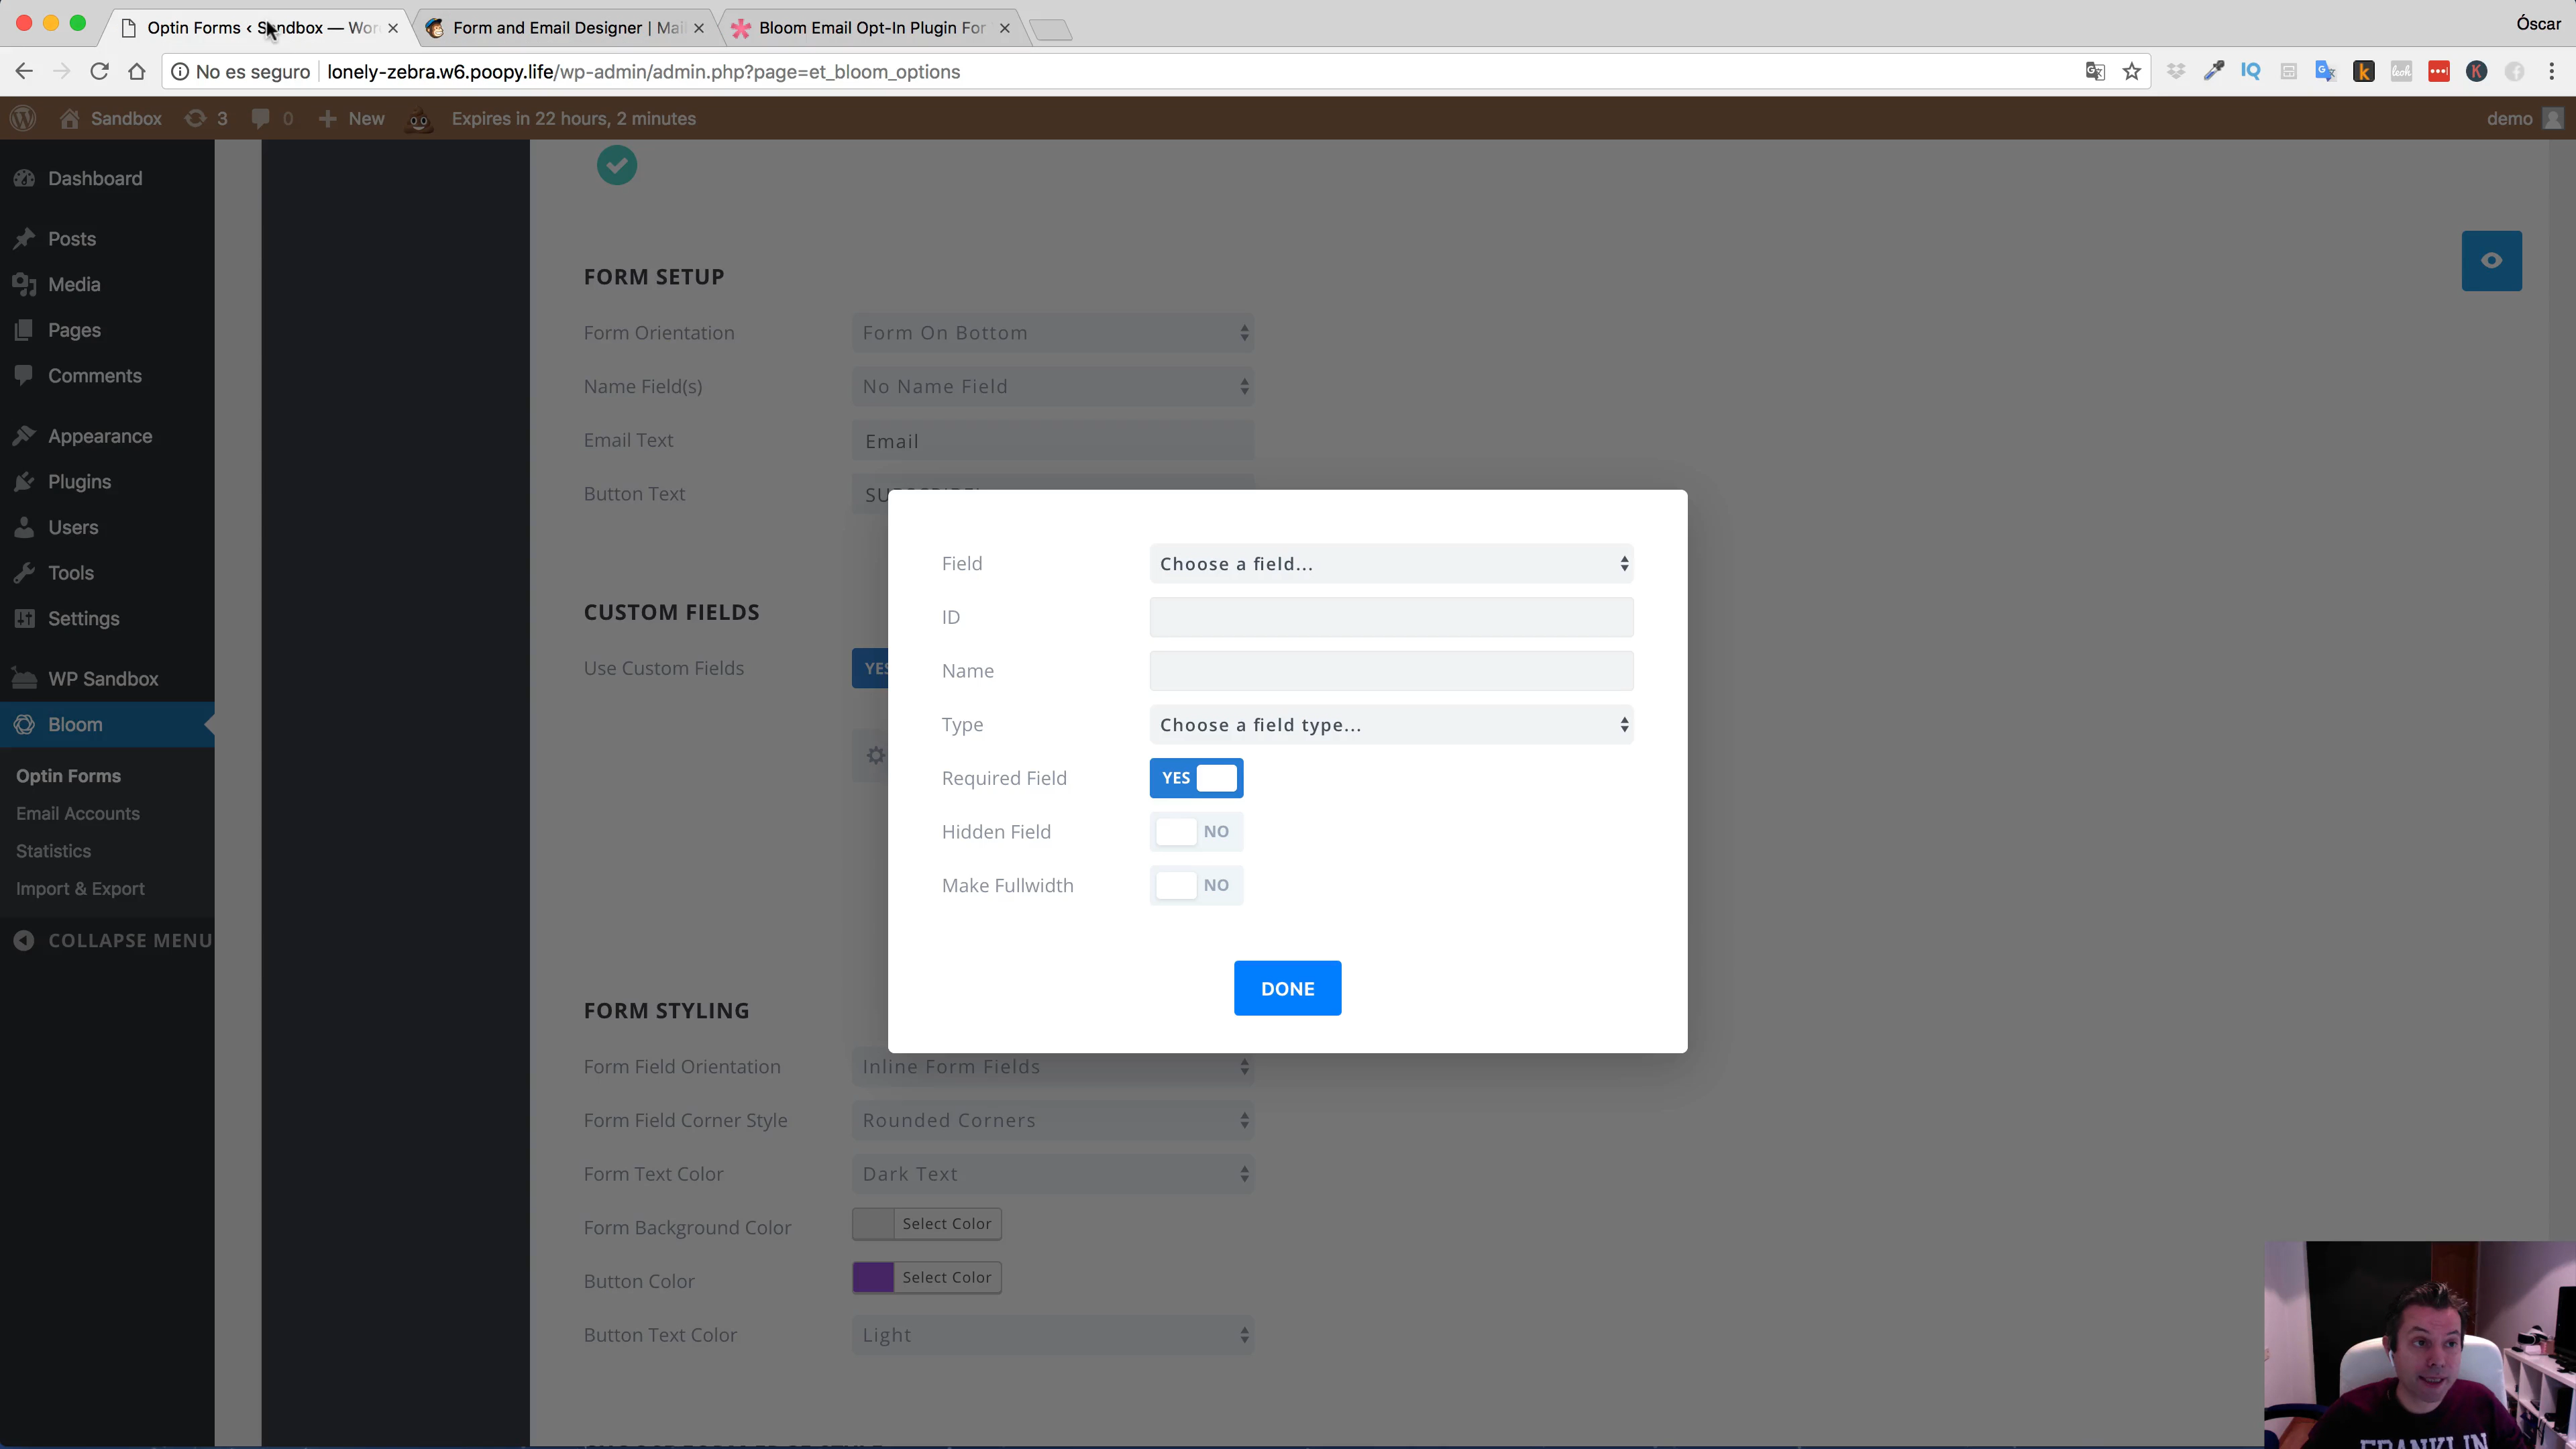 Optin Forms ‹ Sandbox — Wor
Form and Email Designer | Mai
Bloom Email Opt-In Plugin For
Óscar
No es seguro
lonely-zebra.w6.poopy.life/wp-admin/admin.php?page=et_bloom_options
Sandbox
3
0
New
Expires in 22 hours, 2 minutes
demo
Dashboard
Posts
Media
Pages
Comments
Appearance
Plugins
Users
Tools
Settings
WP Sandbox
Bloom
Optin Forms
Email Accounts
Statistics
Import & Export
COLLAPSE MENU
FORM SETUP
Form Orientation
Form On Bottom
Name Field(s)
No Name Field
Email Text
Email
Button Text
CUSTOM FIELDS
Use Custom Fields
YES
Field
Choose a field...
ID
Name
Type
Choose a field type...
Required Field
YES
Hidden Field
NO
Make Fullwidth
NO
DONE
FORM STYLING
Form Field Orientation
Inline Form Fields
Form Field Corner Style
Rounded Corners
Form Text Color
Dark Text
Form Background Color
Select Color
Button Color
Select Color
Button Text Color
Light
FRANKLIN